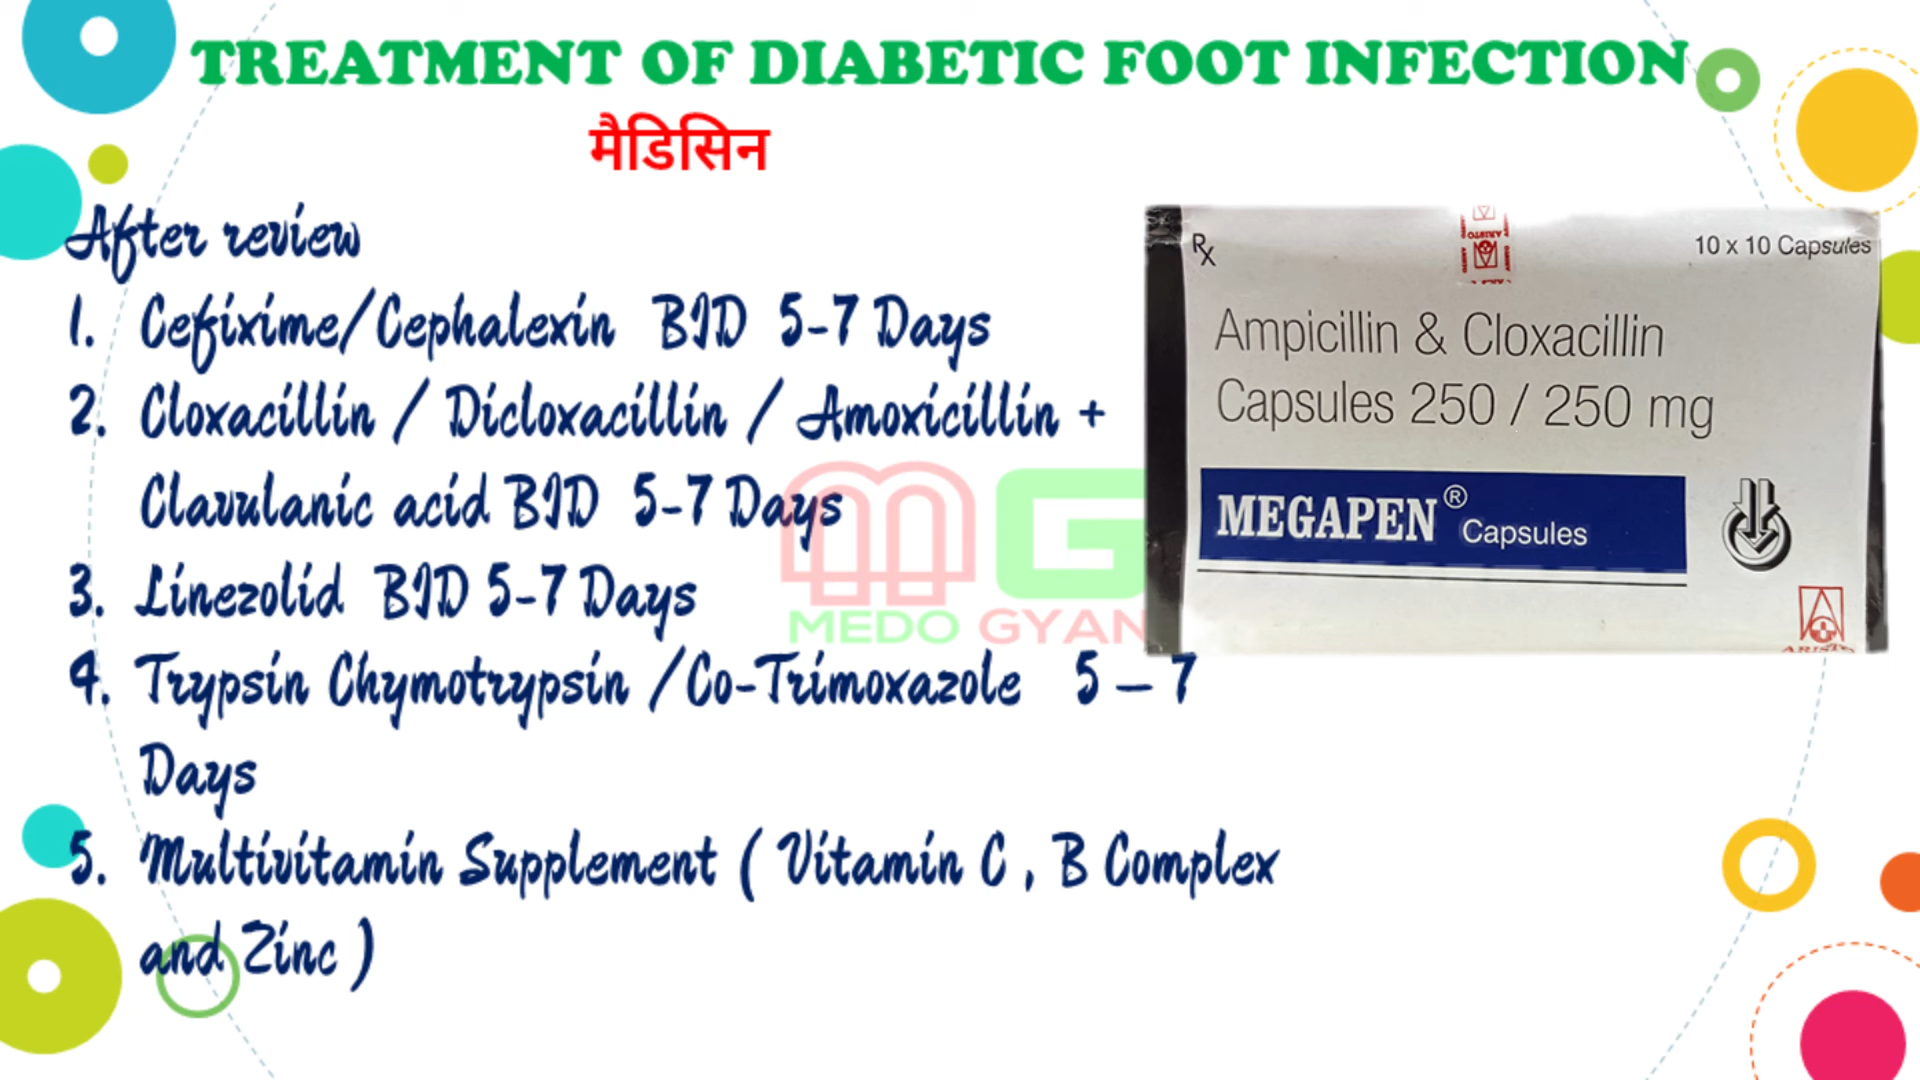 TREATMENT OF DIABETIC FOOT INFECTION
मैडिसिन
After review
1. Cefixime/Cephalexin BID 5-7 Days
2. Cloxacillin / Dicloxacillin / Amoxicillin +
Clavulanic acid BID 5-7 Days
3. Linezolid BID 5-7 Days
4. Trypsin Chymotrypsin /Co-Trimoxazole 5 – 7
Days
5. Multivitamin Supplement ( Vitamin C , B Complex
and Zinc )
Rx
10 x 10 Capsules
Ampicillin & Cloxacillin
Capsules 250 / 250 mg
MEGAPEN® Capsules
ARISTO
MG
MEDO GYAN